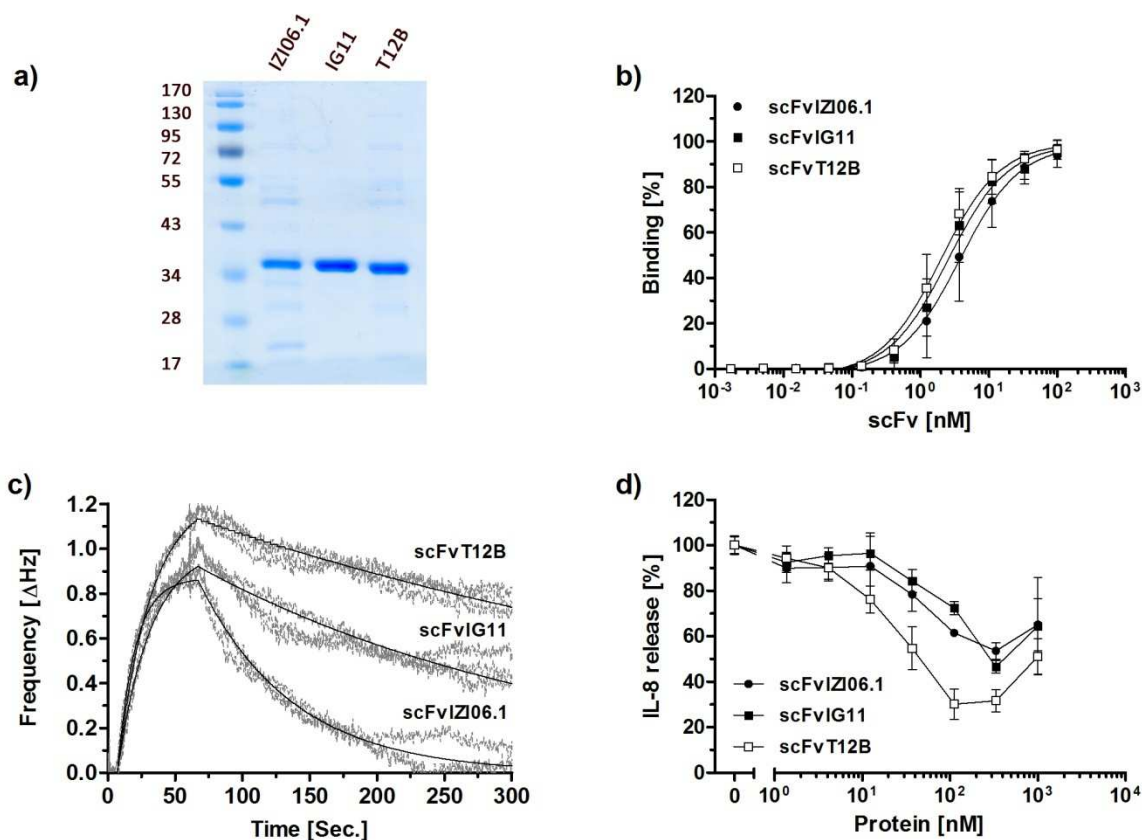 a)
IZI06.1
IG11
T12B
170
130
95
72
55
43
34
28
17
b)
120
100
80
60
40
20
0
Binding [%]
scFvIZI06.1
scFvIG11
scFvT12B
10-3
10-2
10-1
100
101
102
103
scFv [nM]
c)
1.2
1.0
0.8
0.6
0.4
0.2
0.0
Frequency [ΔHz]
scFvT12B
scFvIG11
scFvIZI06.1
0
50
100
150
200
250
300
Time [Sec.]
d)
120
100
80
60
40
20
0
IL-8 release [%]
scFvIZI06.1
scFvIG11
scFvT12B
0
100
101
102
103
104
Protein [nM]